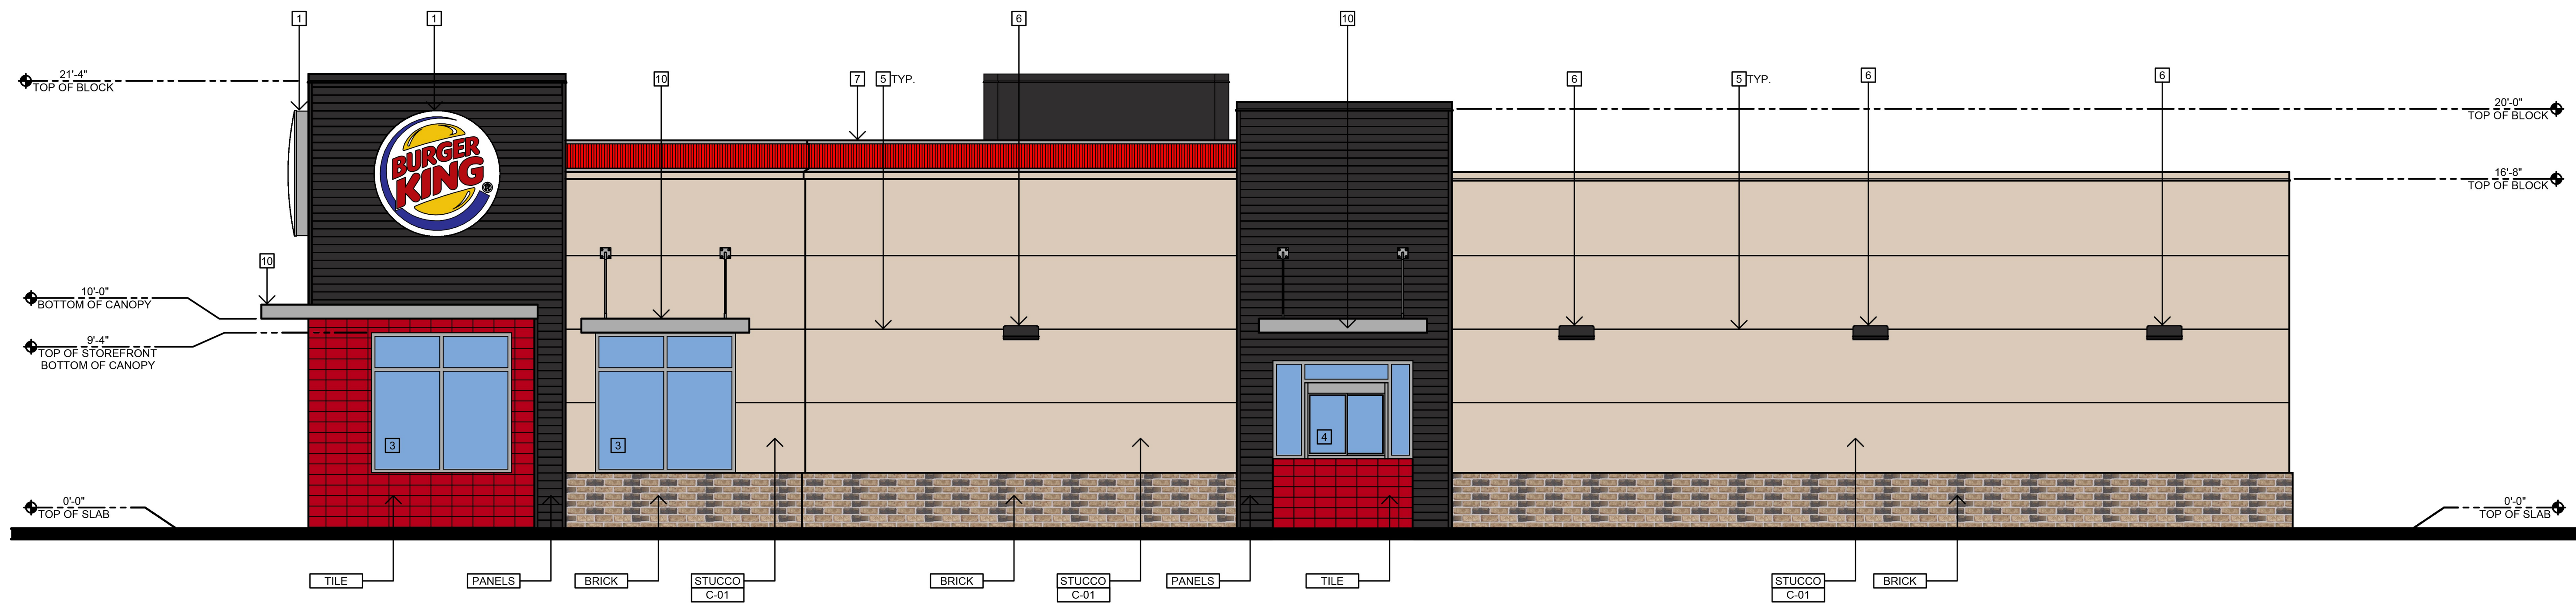 1
1
6
10
21'-4"
TOP OF BLOCK
10
7
5 TYP.
6
5 TYP.
6
6
20'-0"
TOP OF BLOCK
BURGER
KING
®
16'-8"
TOP OF BLOCK
10
10'-0"
BOTTOM OF CANOPY
9'-4"
TOP OF STOREFRONT
BOTTOM OF CANOPY
3
3
4
0'-0"
TOP OF SLAB
0'-0"
TOP OF SLAB
TILE
PANELS
BRICK
STUCCO
C-01
BRICK
STUCCO
C-01
PANELS
TILE
STUCCO
C-01
BRICK